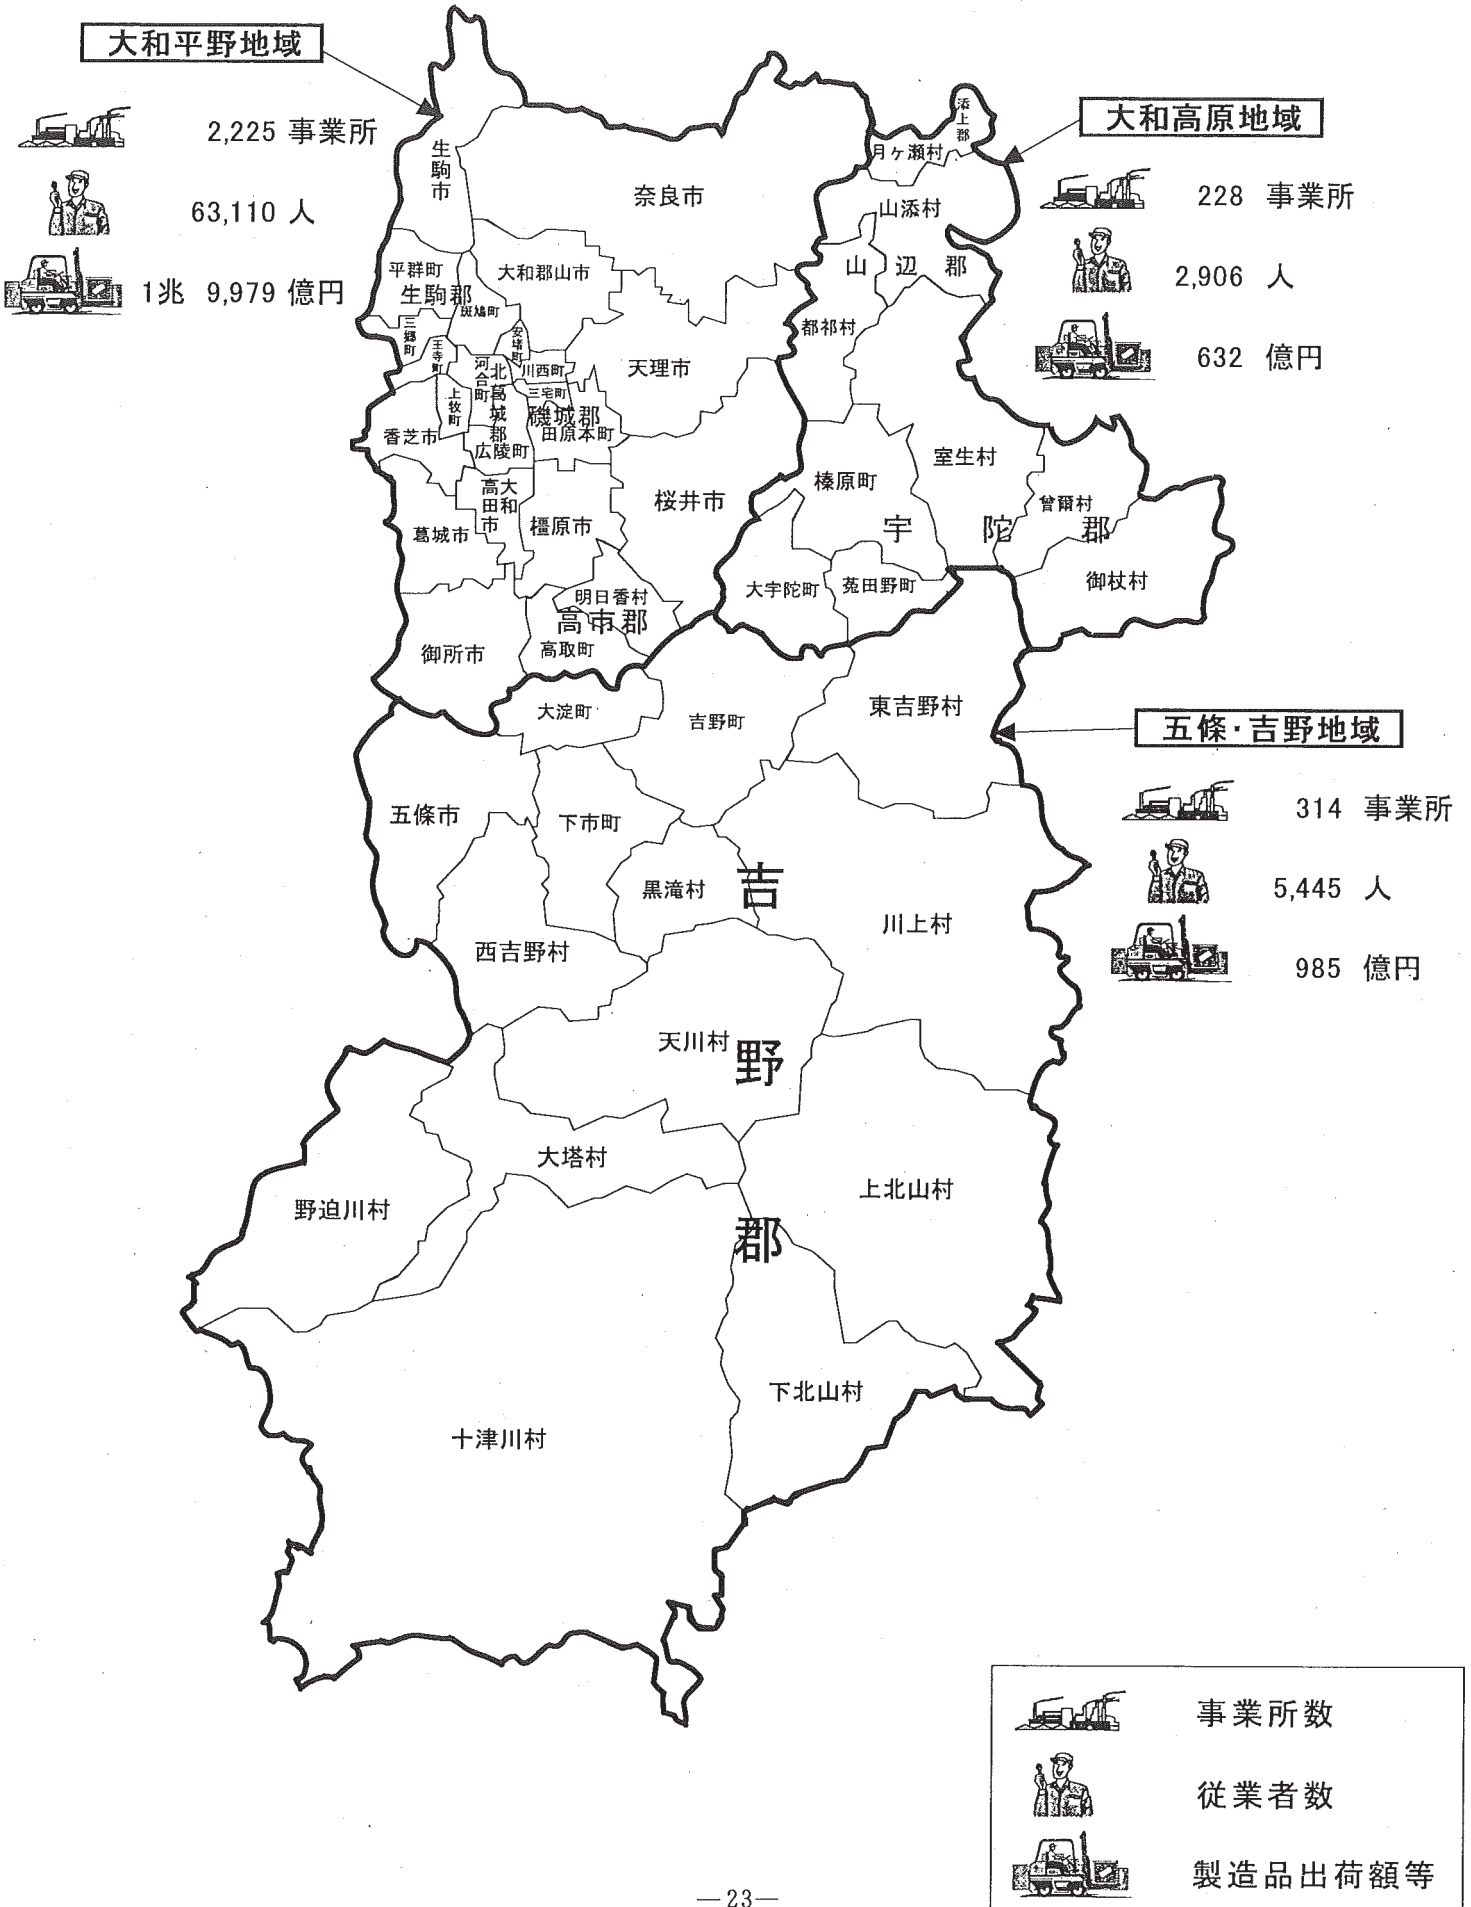 大和平野地域
2,225 事業所
63,110 人
1兆 9,979 億円
大和高原地域
228 事業所
2,906 人
632 億円
五條・吉野地域
314 事業所
5,445 人
985 億円
添上郡
月ヶ瀬村
生駒市
奈良市
山添村
山辺郡
平群町
大和郡山市
生駒郡
斑鳩町
三郷町
安堵町
都祁村
王寺町
河合町
北葛城郡
川西町
天理市
上牧町
三宅町
磯城郡
香芝市
田原本町
広陵町
室生村
榛原町
大和高田市
桜井市
曾爾村
葛城市
橿原市
宇陀郡
御杖村
大宇陀町
菟田野町
明日香村
高市郡
御所市
高取町
大淀町
吉野町
東吉野村
五條市
下市町
黒滝村
吉野郡
川上村
西吉野村
天川村
大塔村
上北山村
野迫川村
下北山村
十津川村
事業所数
従業者数
製造品出荷額等
—23—